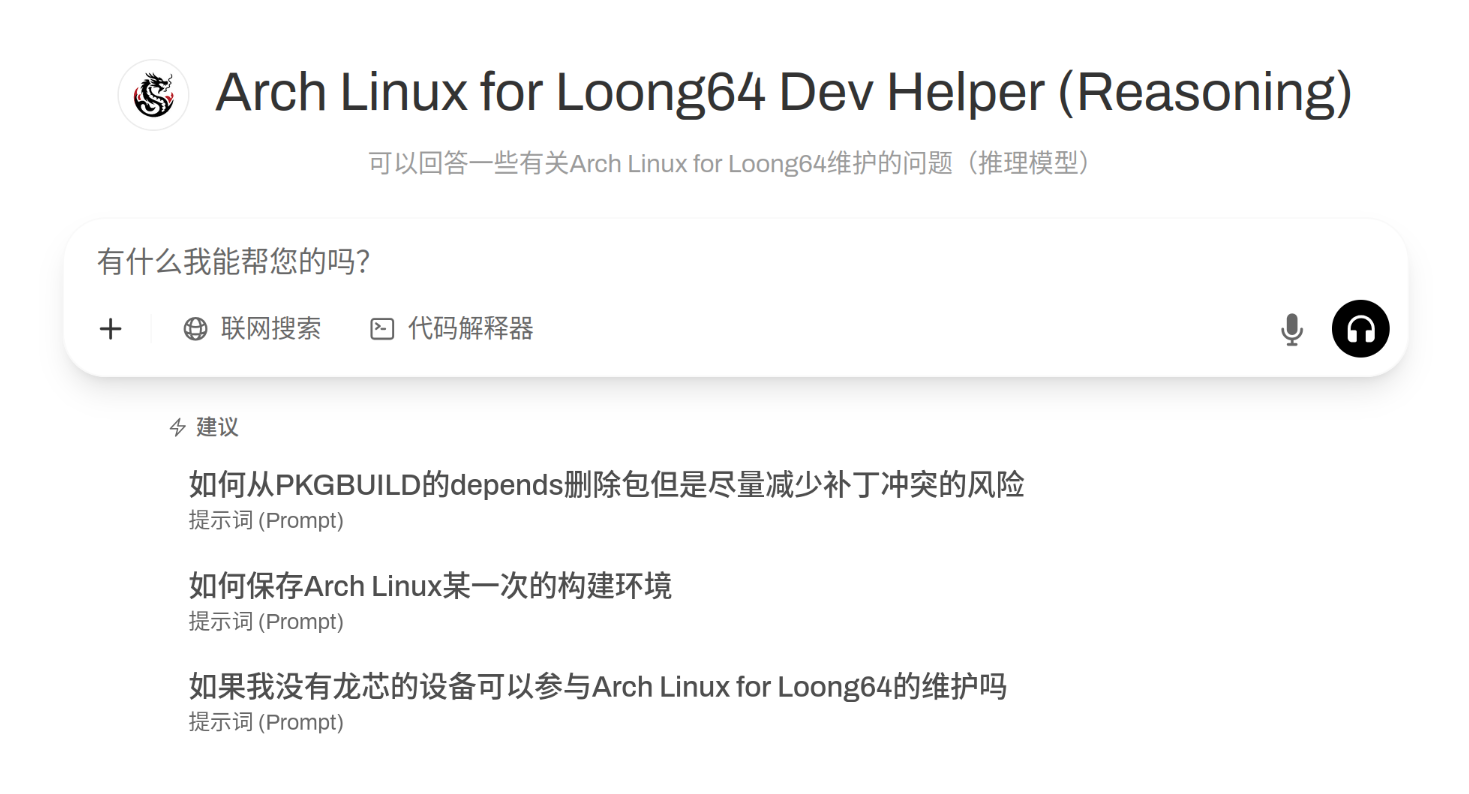 Arch Linux for Loong64 Dev Helper (Reasoning)
可以回答一些有关Arch Linux for Loong64维护的问题（推理模型）
有什么我能帮您的吗？
联网搜索 代码解释器
建议
如何从PKGBUILD的depends删除包但是尽量减少补丁冲突的风险
提示词 (Prompt)
如何保存Arch Linux某一次的构建环境
提示词 (Prompt)
如果我没有龙芯的设备可以参与Arch Linux for Loong64的维护吗
提示词 (Prompt)